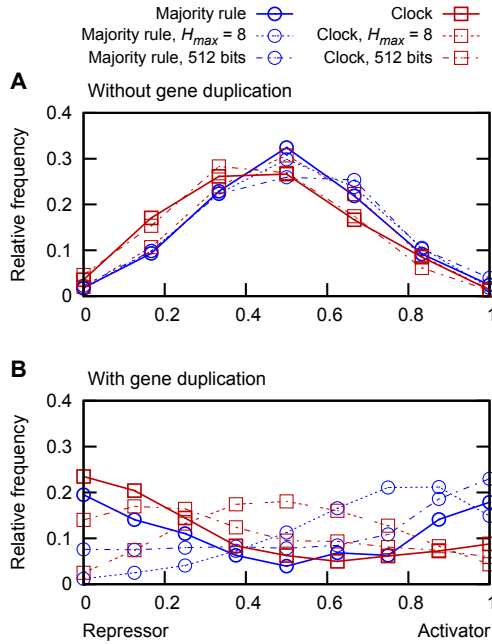 Majority rule
Clock
Majority rule, Hmax = 8
Clock, Hmax = 8
Majority rule, 512 bits
Clock, 512 bits
A
Without gene duplication
Relative frequency
0.4
0.3
0.2
0.1
0
0 0.2 0.4 0.6 0.8 1
B
With gene duplication
Relative frequency
0.4
0.3
0.2
0.1
0
0 0.2 0.4 0.6 0.8 1
Repressor Activator